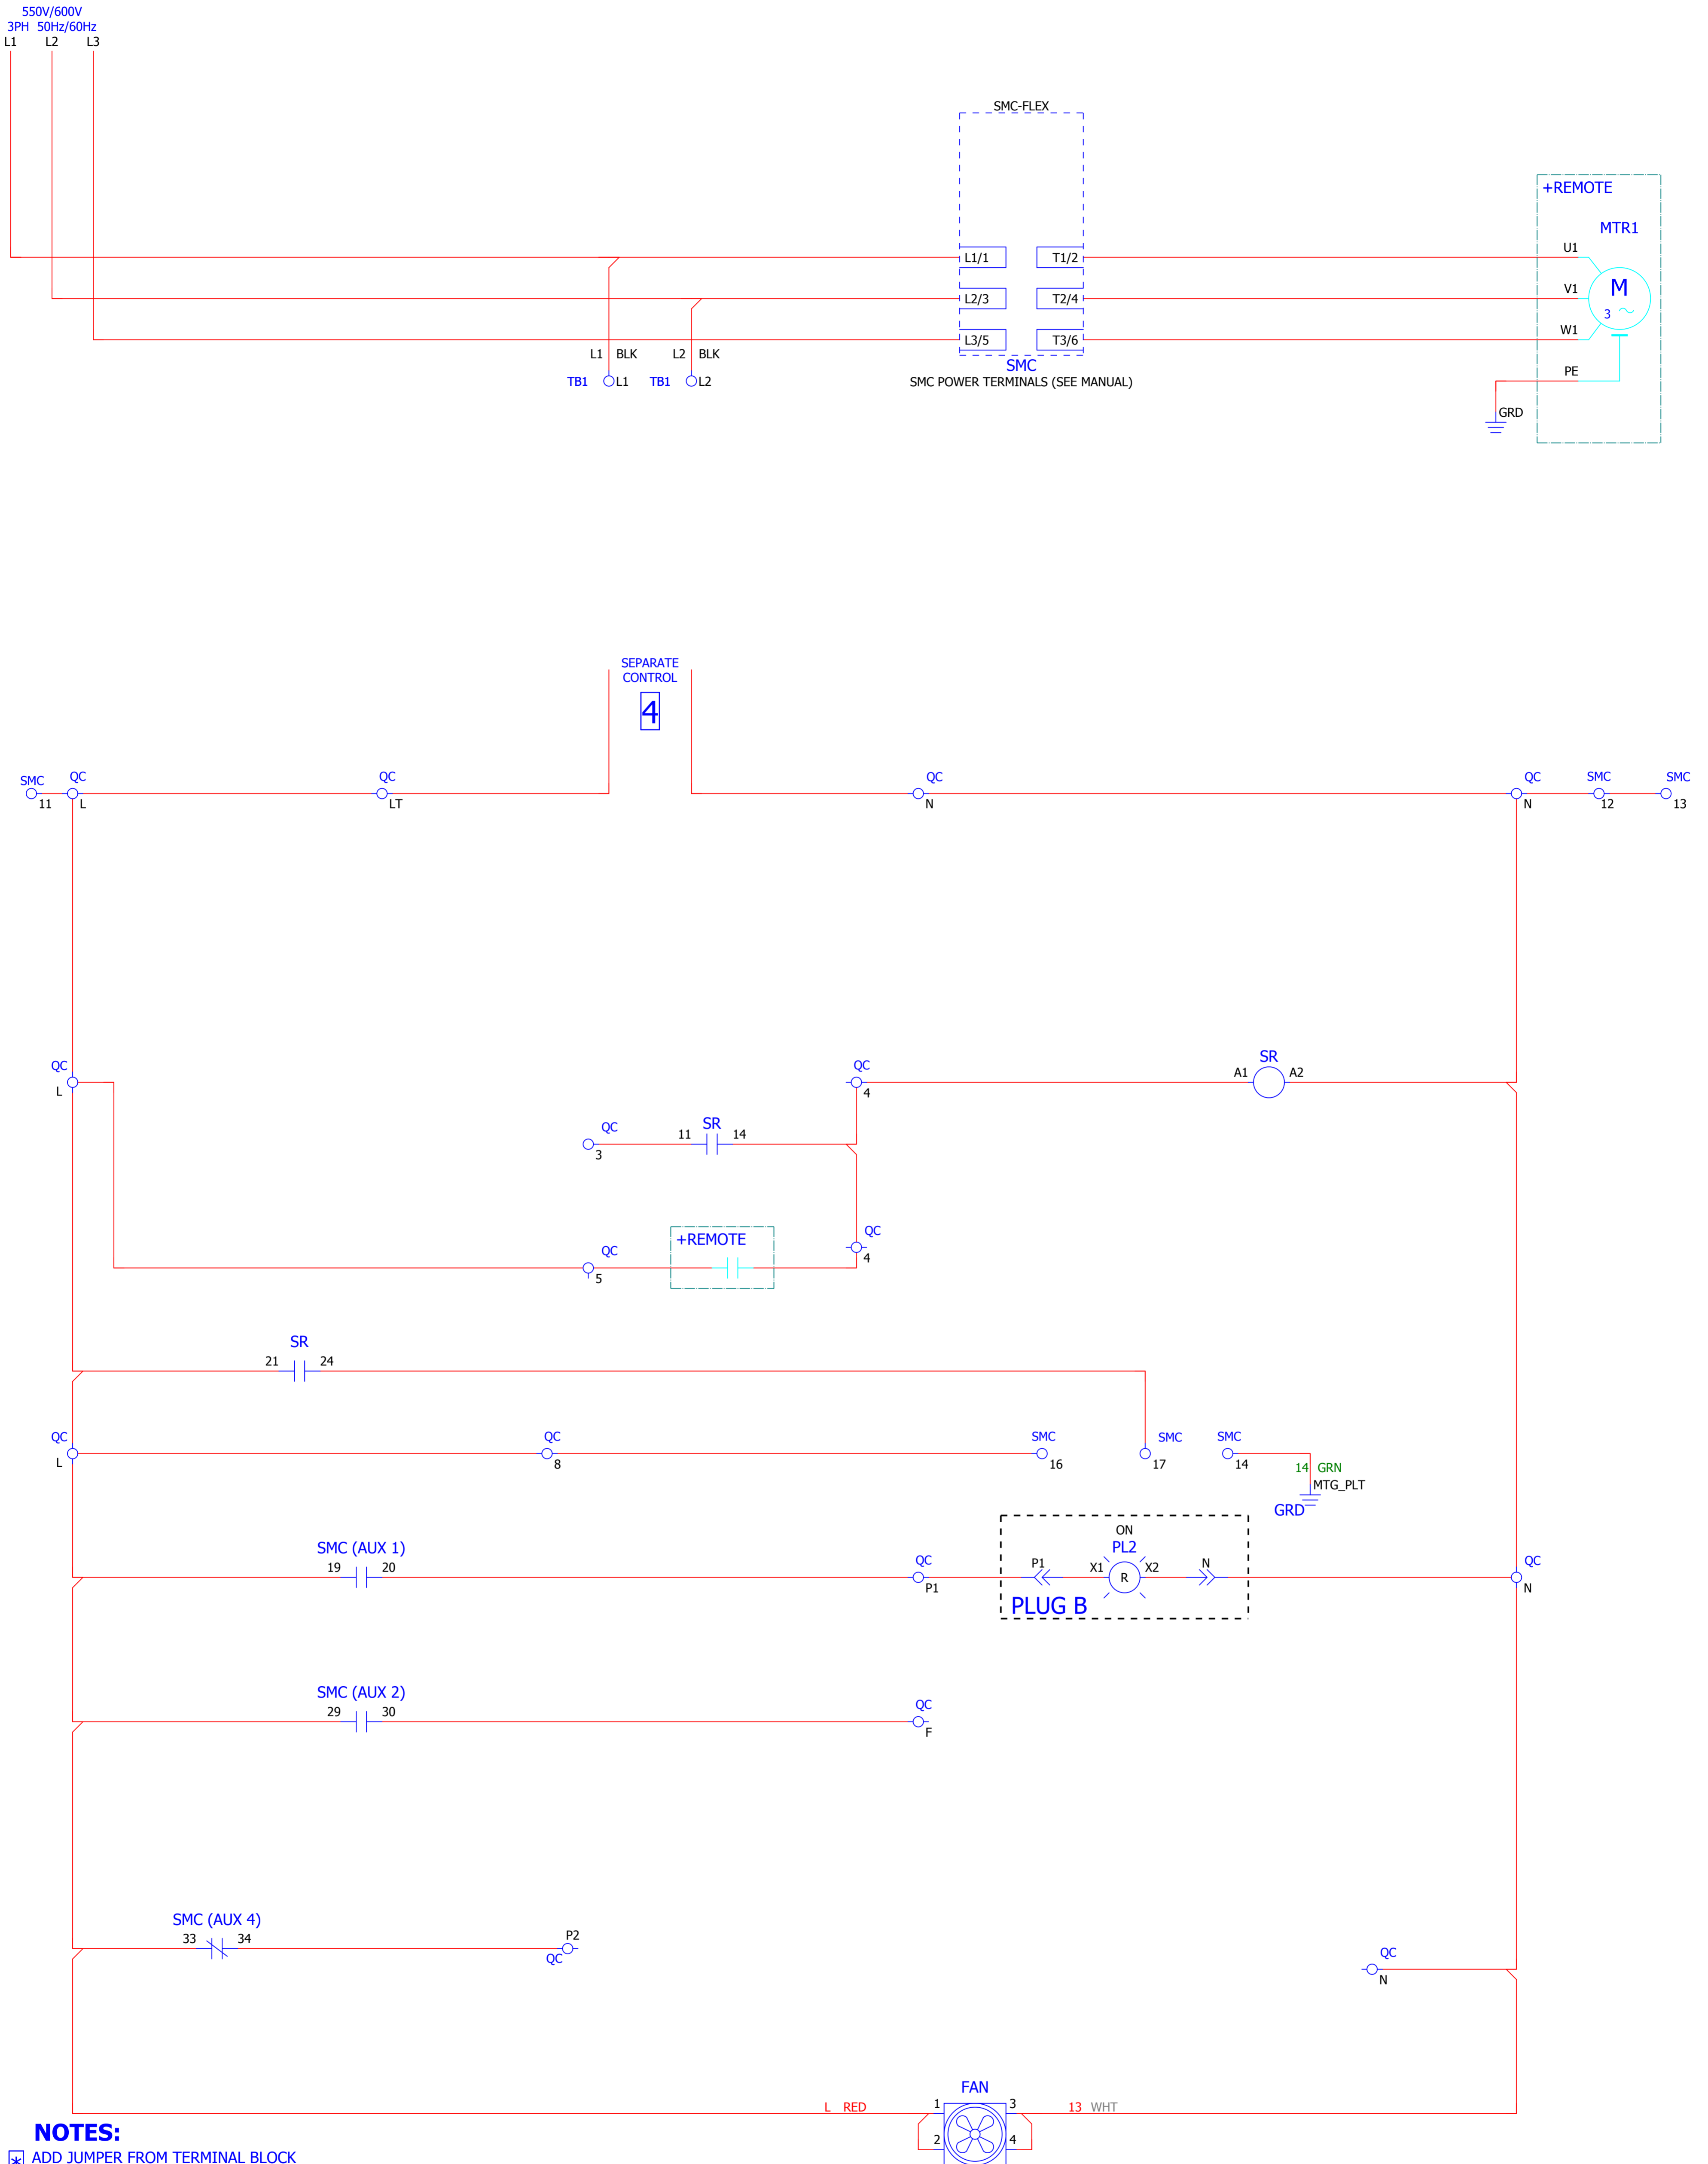 550V/600V
3PH 50Hz/60Hz
L1 L2 L3
SMC-FLEX
+REMOTE
MTR1
L1/1 T1/2 U1
L2/3 T2/4 V1 M
3
L3/5 T3/6 W1
L1 BLK L2 BLK
SMC
PE
TB1 L1 TB1 L2
SMC POWER TERMINALS (SEE MANUAL)
GRD
SEPARATE
CONTROL
4
SMC QC QC QC QC SMC SMC
11 L LT N N 12 13
SR
QC QC A1 A2
L 4
QC 11 SR 14
3
QC +REMOTE QC
5 4
SR
21 24
QC QC SMC SMC SMC
L 8 16 17 14
14 GRN
MTG_PLT
GRD
ON
SMC (AUX 1) PL2
19 20 QC P1 X1 R X2 N QC
P1 N
PLUG B
SMC (AUX 2)
29 30 QC
F
SMC (AUX 4)
33 34 P2
QC QC
N
FAN
L RED 1 3 13 WHT
2 4
NOTES:
* ADD JUMPER FROM TERMINAL BLOCK